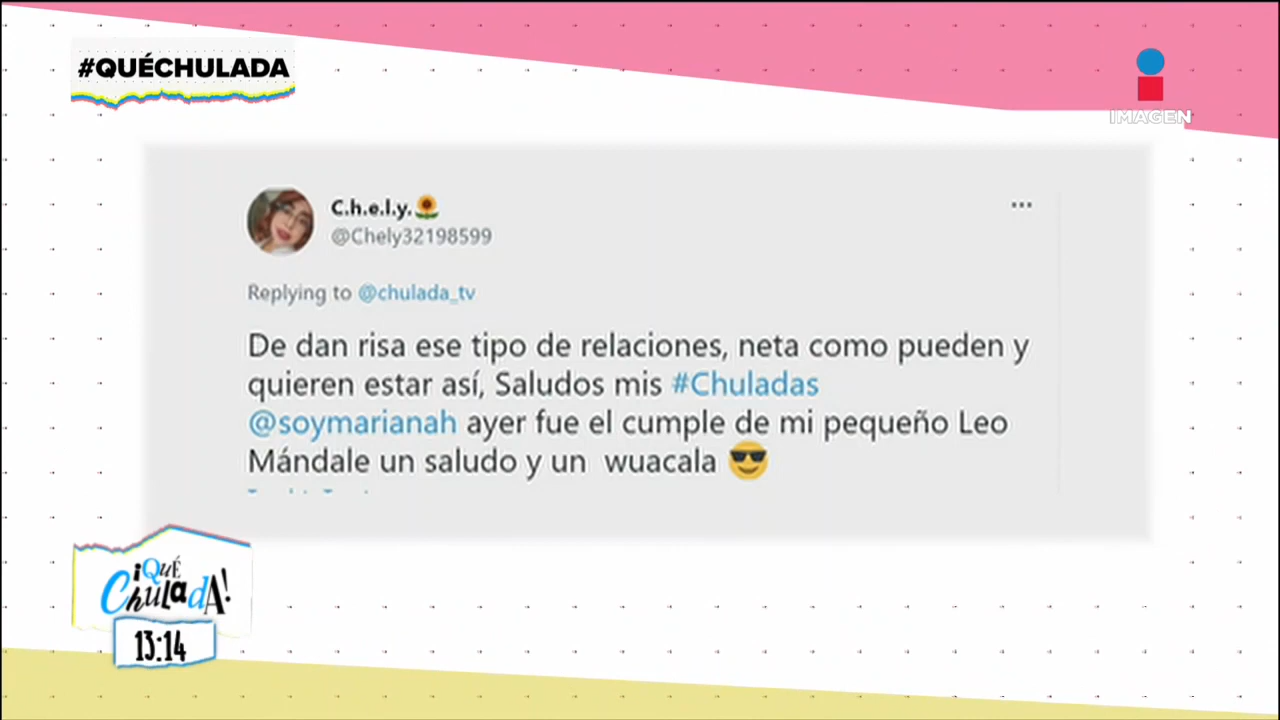 #QUÉCHULADA
IMAGEN
C.h.e.l.y.🌻
@Chely32198599
Replying to @chulada_tv
De dan risa ese tipo de relaciones, neta como pueden y
quieren estar así, Saludos mis #Chuladas
@soymarianah ayer fue el cumple de mi pequeño Leo
Mándale un saludo y un wuacala 😎
¡QUÉ
CHULADA!
13:14